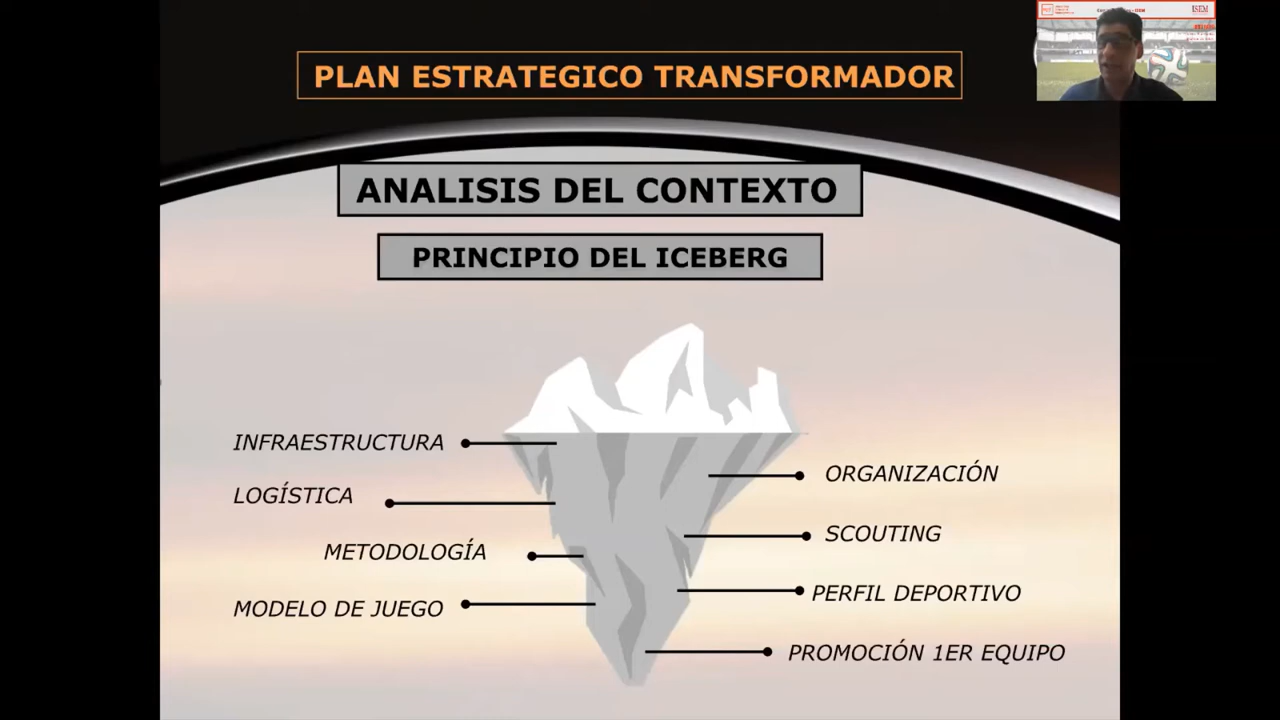 PLAN ESTRATEGICO TRANSFORMADOR
ISEM
ANALISIS DEL CONTEXTO
PRINCIPIO DEL ICEBERG
INFRAESTRUCTURA
ORGANIZACIÓN
LOGÍSTICA
SCOUTING
METODOLOGÍA
PERFIL DEPORTIVO
MODELO DE JUEGO
PROMOCIÓN 1ER EQUIPO